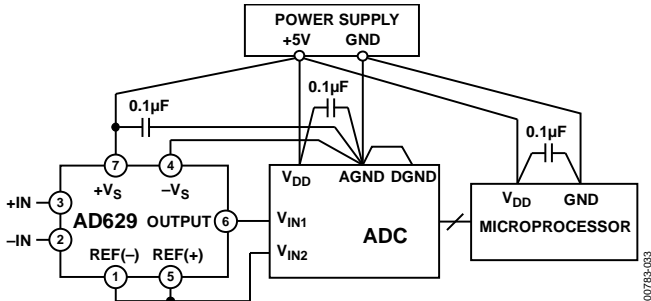 POWER SUPPLY
+5V GND
0.1µF
0.1µF
0.1µF
7 4
+VS –VS
VDD AGND DGND
VDD GND
+IN 3
AD629 OUTPUT 6
VIN1
ADC
MICROPROCESSOR
–IN 2
REF(–) REF(+)
VIN2
1 5
00783-033